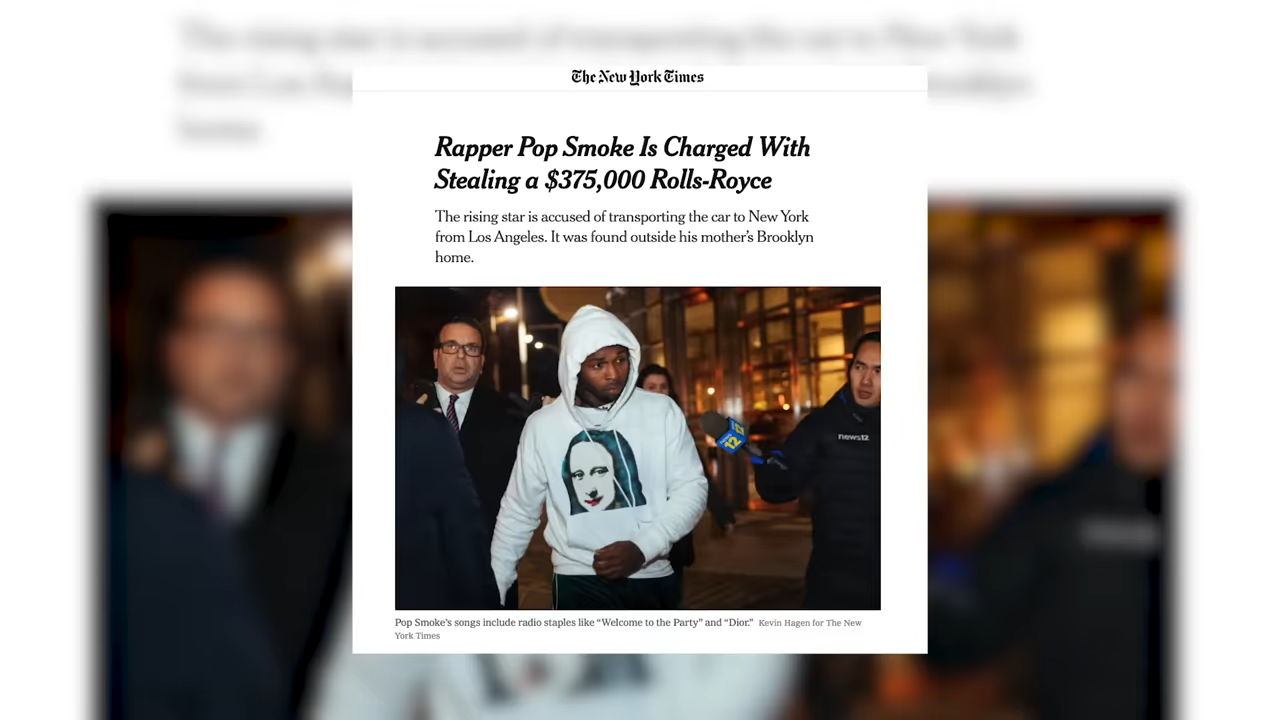 The New York Times
Rapper Pop Smoke Is Charged With
Stealing a $375,000 Rolls-Royce
The rising star is accused of transporting the car to New York
from Los Angeles. It was found outside his mother’s Brooklyn
home.
news12
12
Pop Smoke’s songs include radio staples like “Welcome to the Party” and “Dior.” Kevin Hagen for The New
York Times